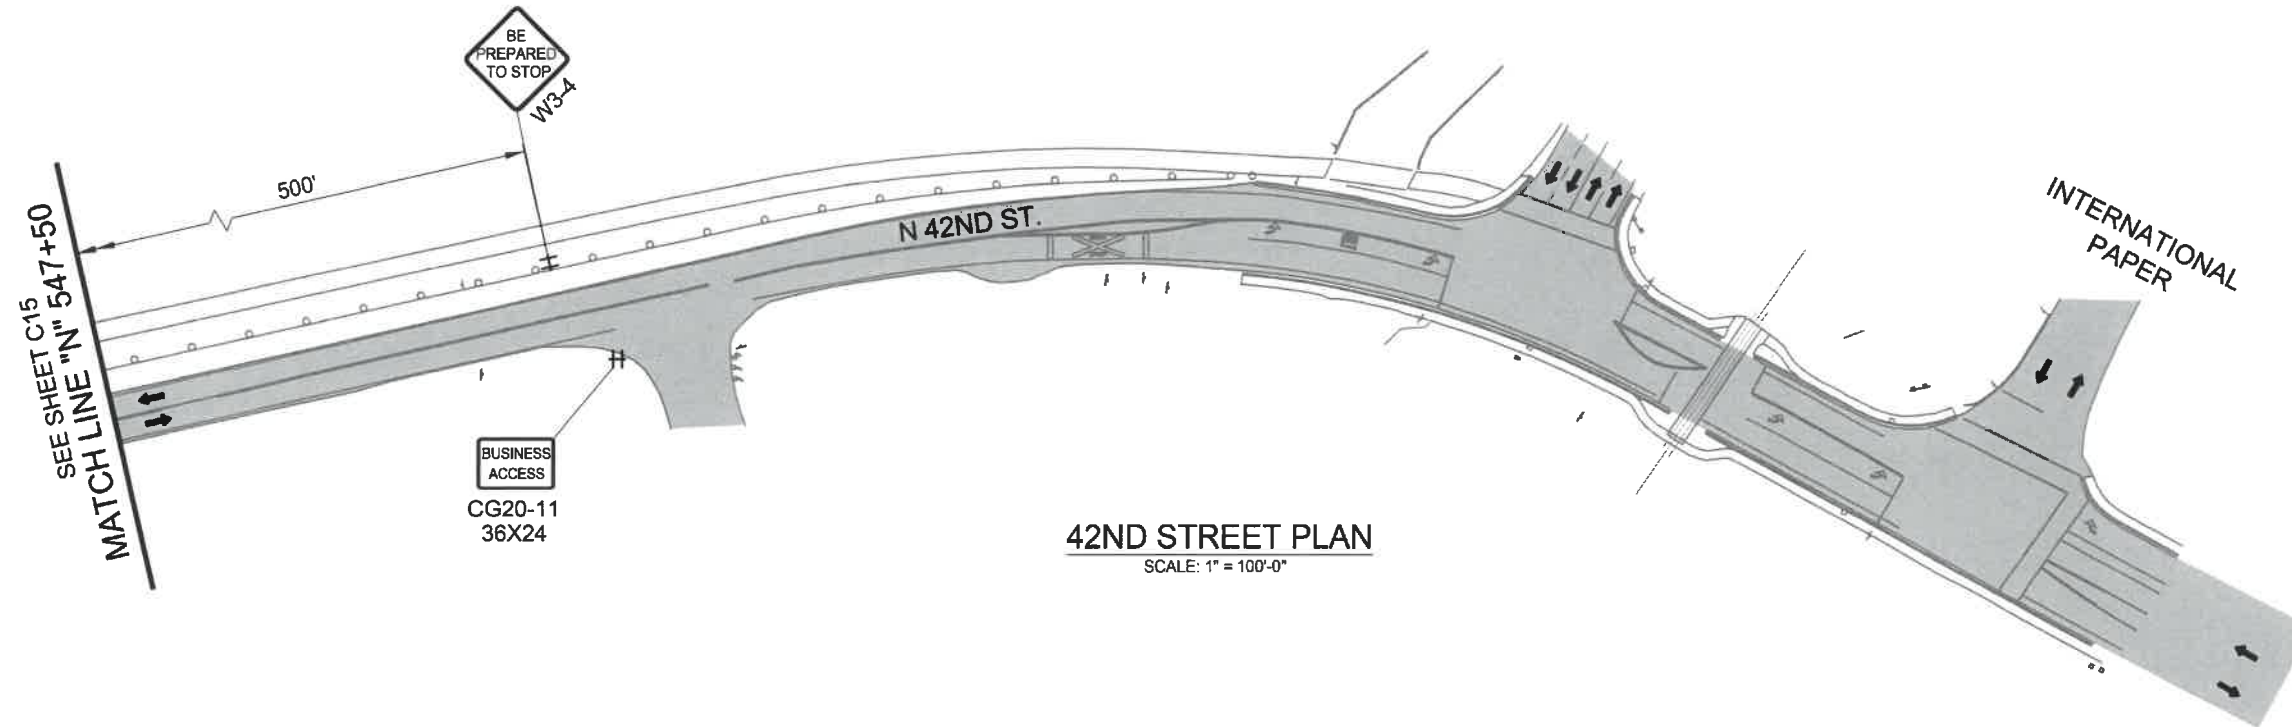 BE
PREPARED
TO STOP
W3-4
500'
SEE SHEET C15
MATCH LINE "N" 547+50
N 42ND ST.
INTERNATIONAL
PAPER
BUSINESS
ACCESS
CG20-11
36X24
42ND STREET PLAN
SCALE: 1" = 100'-0"